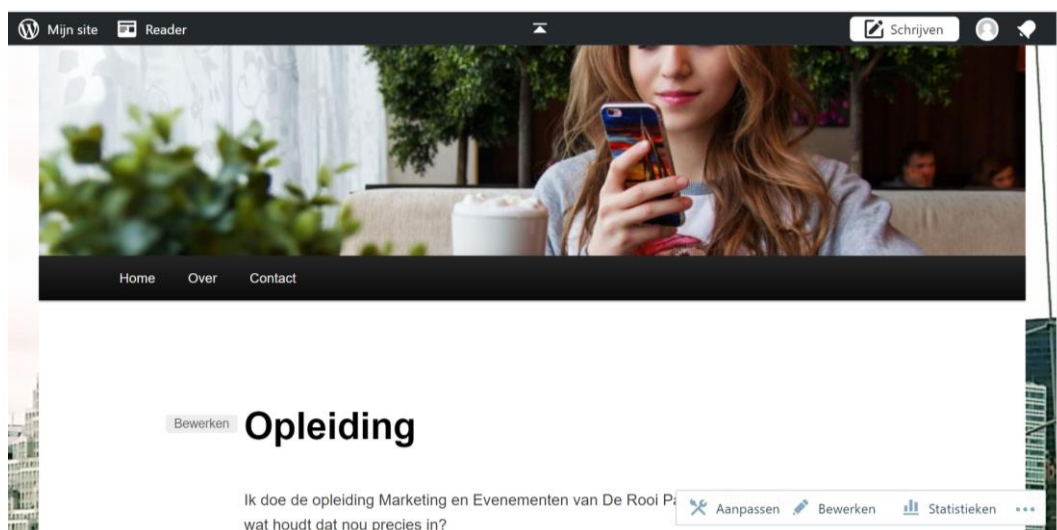 Mijn site Reader Schrijven
Home Over Contact
Bewerken Opleiding
Ik doe de opleiding Marketing en Evenementen van De Rooi
wat houdt dat nou precies in?
Aanpassen Bewerken Statistieken